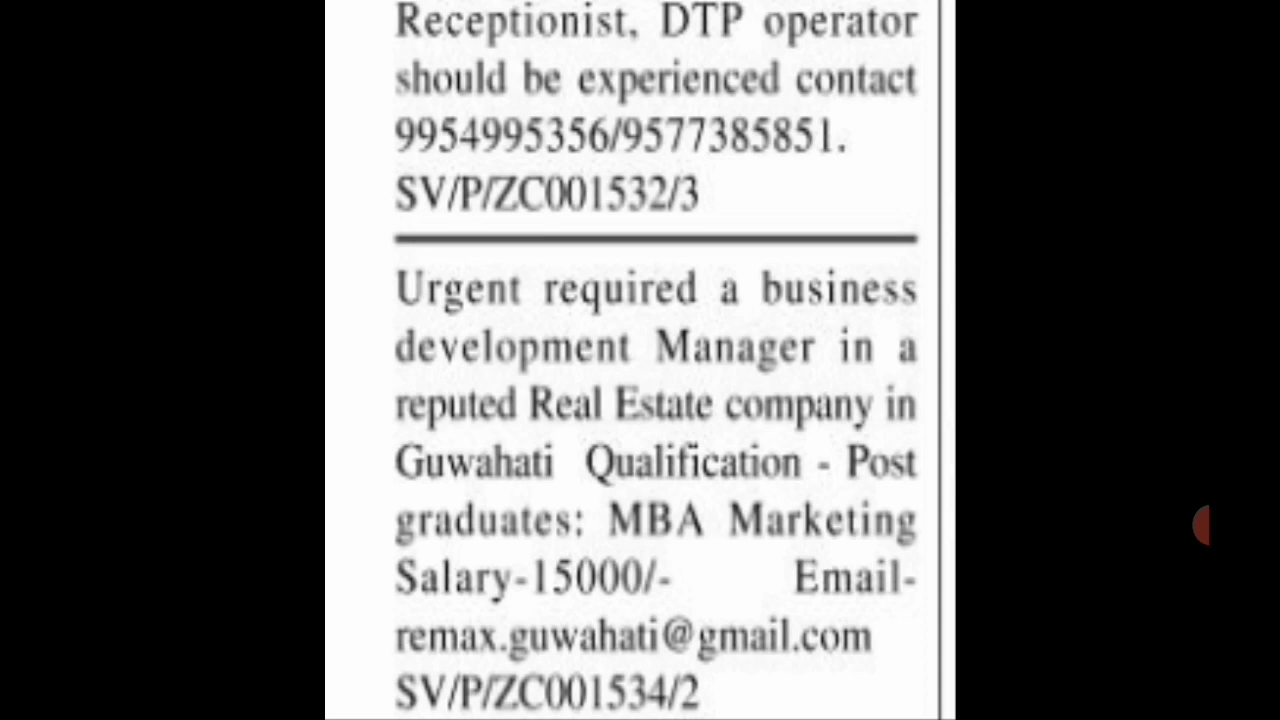 Receptionist, DTP operator
should be experienced contact
9954995356/9577385851.
SV/P/ZC001532/3
Urgent required a business
development Manager in a
reputed Real Estate company in
Guwahati Qualification - Post
graduates: MBA Marketing
Salary-15000/- Email-
remax.guwahati@gmail.com
SV/P/ZC001534/2